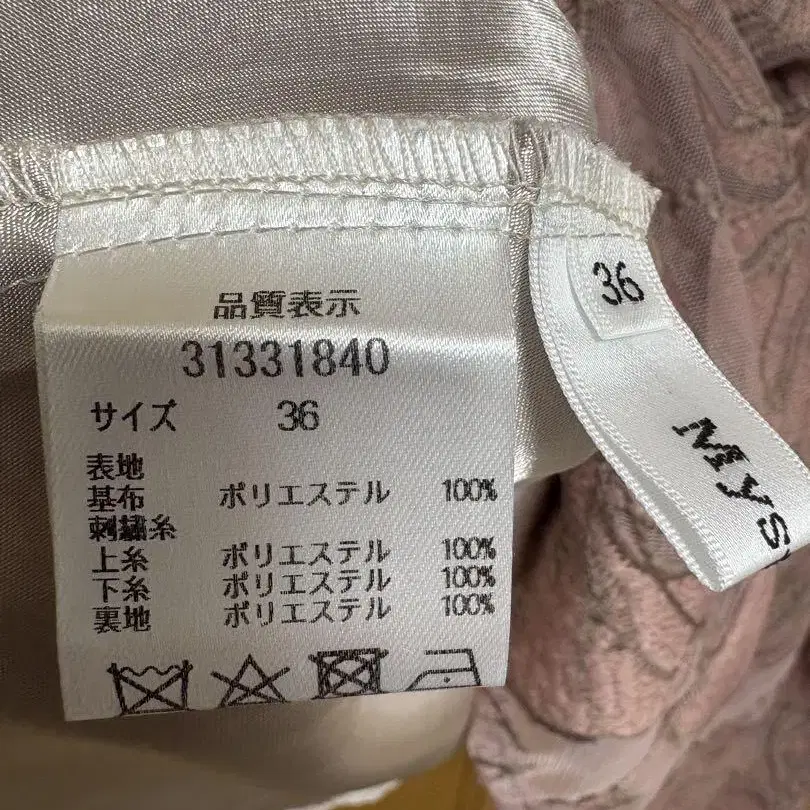 品質表示
31331840
サイズ 36
表地
基布 ポリエステル 100%
刺繍糸
上糸 ポリエステル 100%
下糸 ポリエステル 100%
裏地 ポリエステル 100%
36
Mys